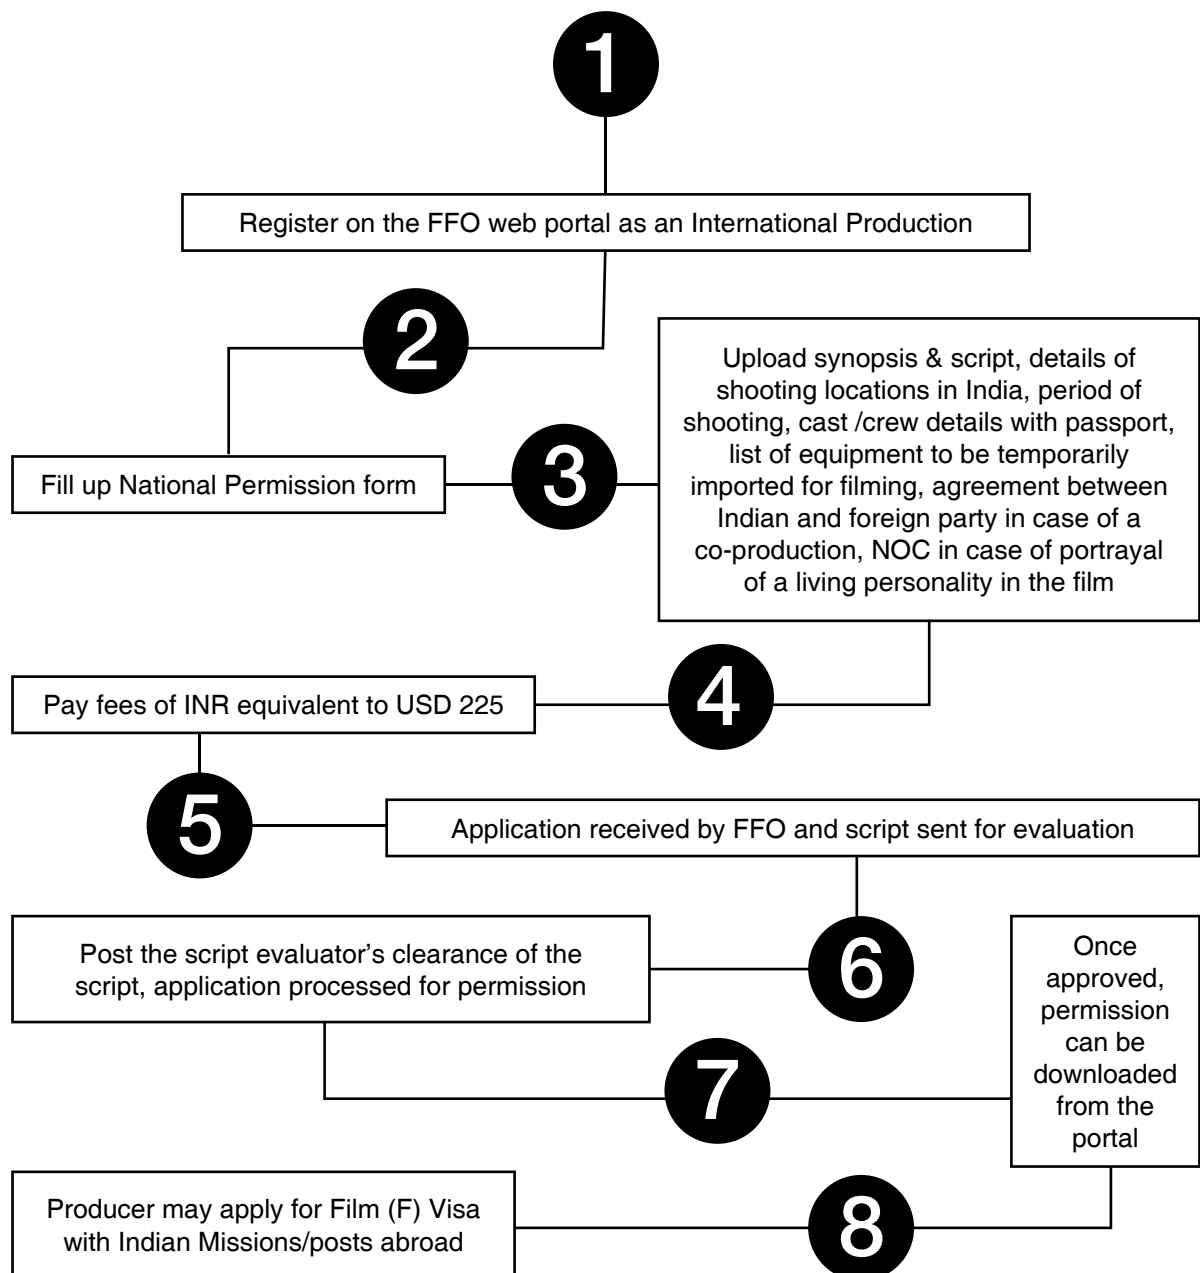 1
Register on the FFO web portal as an International Production
2
Fill up National Permission form
3
Upload synopsis & script, details of
shooting locations in India, period of
shooting, cast /crew details with passport,
list of equipment to be temporarily
imported for filming, agreement between
Indian and foreign party in case of a
co-production, NOC in case of portrayal
of a living personality in the film
4
Pay fees of INR equivalent to USD 225
5
Application received by FFO and script sent for evaluation
6
Post the script evaluator’s clearance of the
script, application processed for permission
7
Once
approved,
permission
can be
downloaded
from the
portal
8
Producer may apply for Film (F) Visa
with Indian Missions/posts abroad